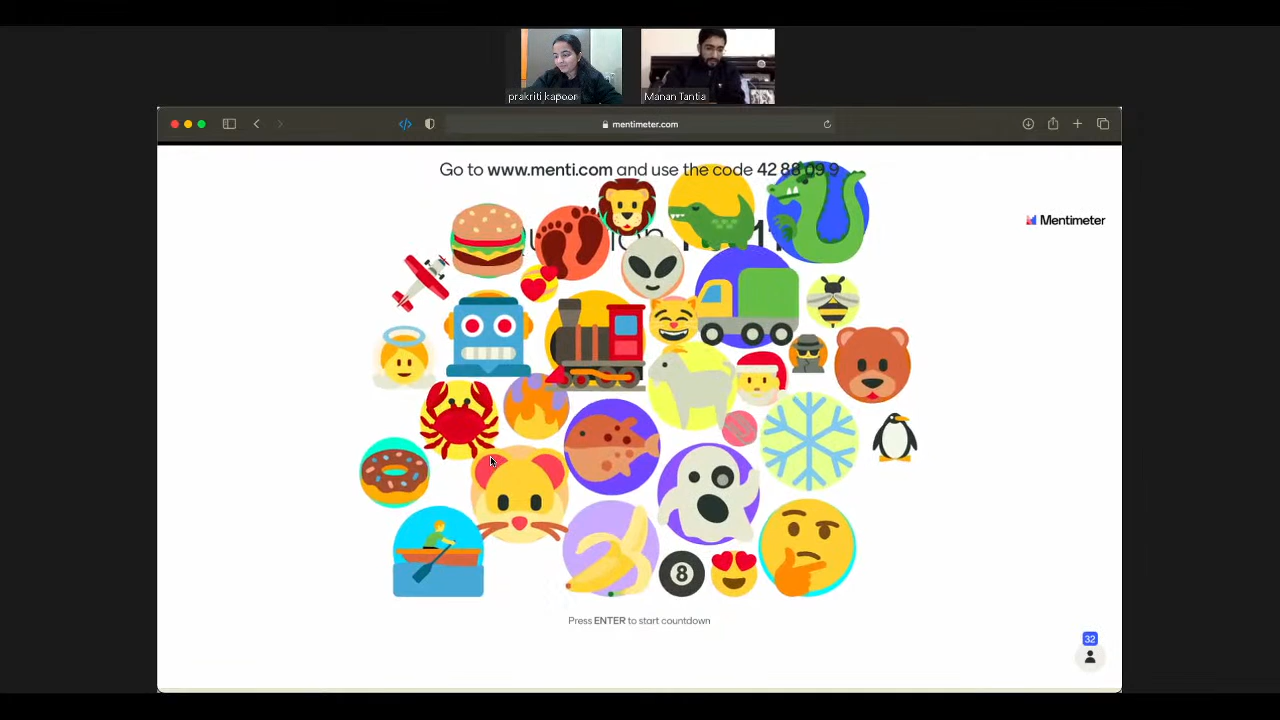 prakriti kapoor
Manan Tantia
mentimeter.com
Go to www.menti.com and use the code 42 88 09 9
Mentimeter
8
Press ENTER to start countdown
32